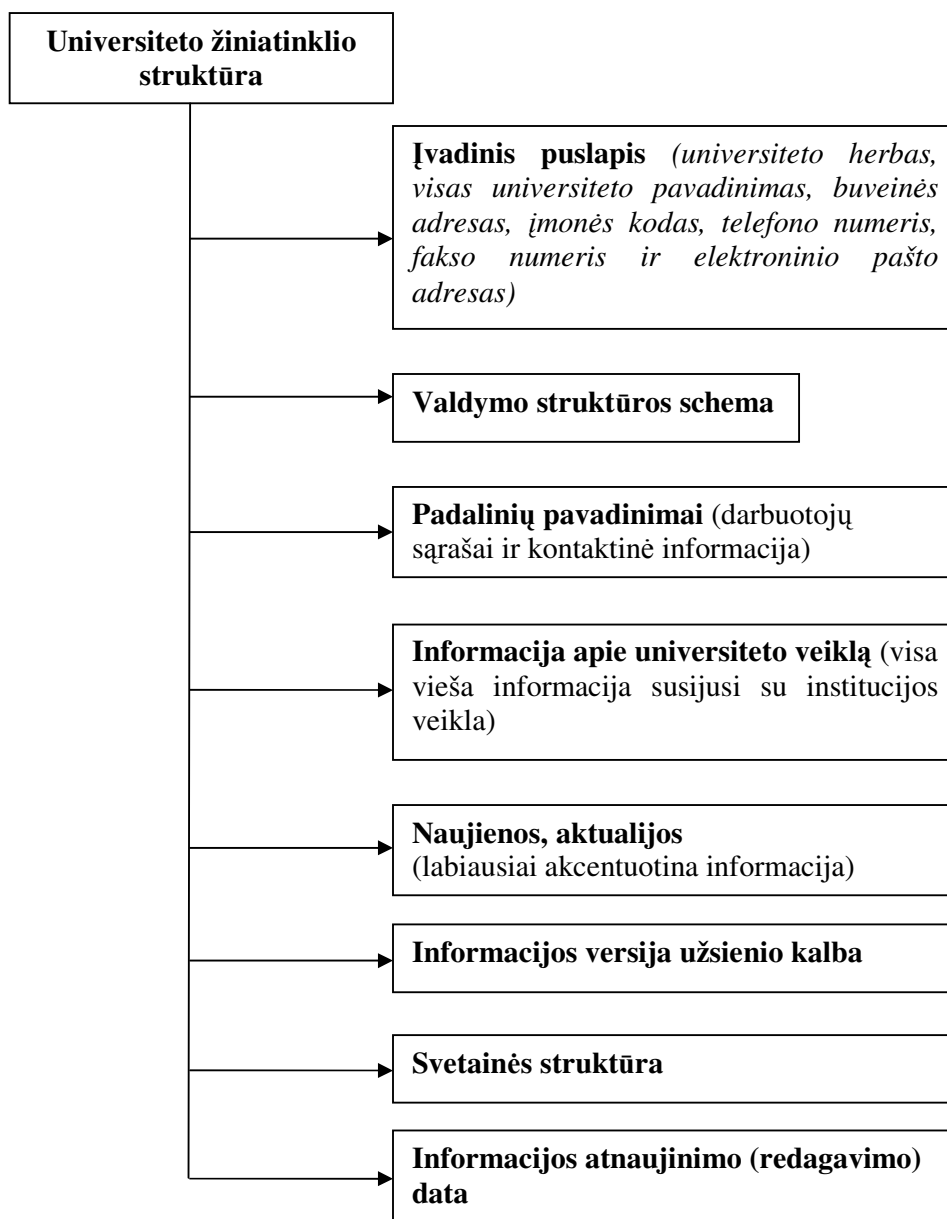 Universiteto žiniatinklio
struktūra
Įvadinis puslapis (universiteto herbas,
visas universiteto pavadinimas, buveinės
adresas, įmonės kodas, telefono numeris,
fakso numeris ir elektroninio pašto
adresas)
Valdymo struktūros schema
Padalinių pavadinimai (darbuotojų
sąrašai ir kontaktinė informacija)
Informacija apie universiteto veiklą (visa
vieša informacija susijusi su institucijos
veikla)
Naujienos, aktualijos
(labiausiai akcentuotina informacija)
Informacijos versija užsienio kalba
Svetainės struktūra
Informacijos atnaujinimo (redagavimo)
data